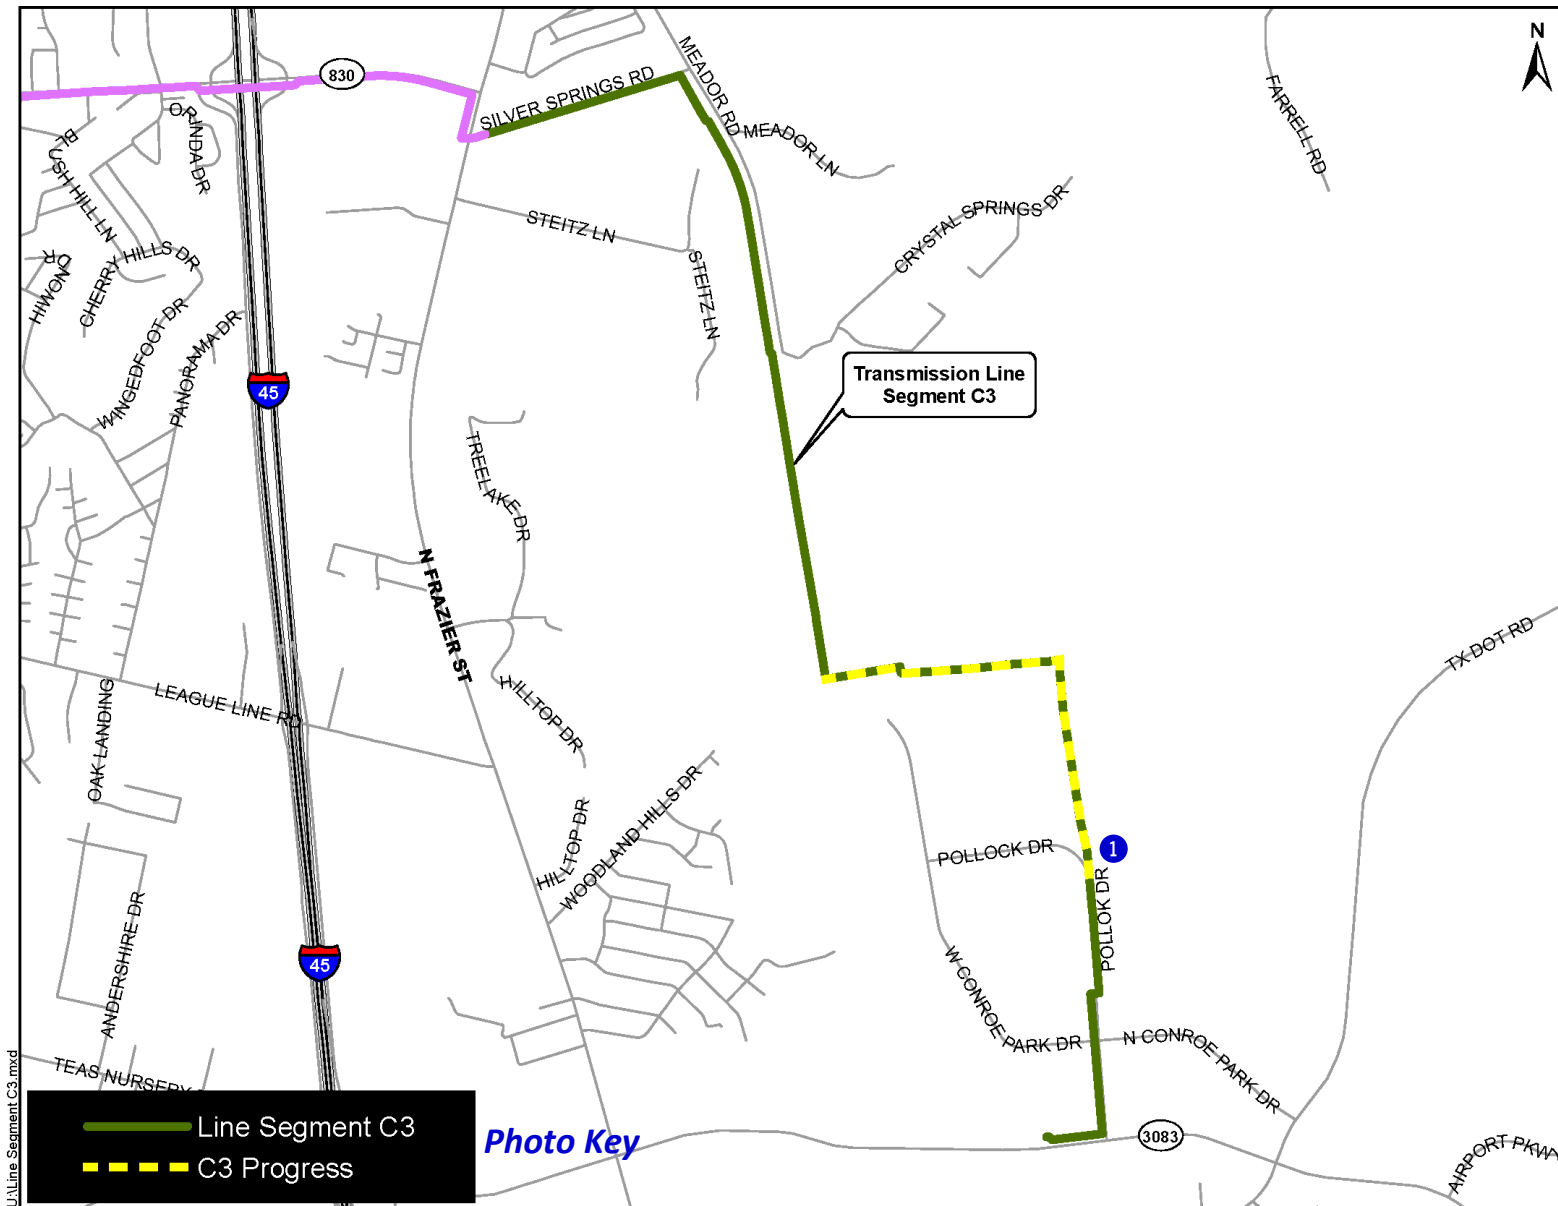 N
830
SILVER SPRINGS RD
MEADOR RD
MEADOR LN
FARRELL RD
ORINDA DR
BLUSH HILL LN
STEITZ LN
STEITZ LN
CRYSTAL SPRINGS DR
CHERRY HILLS DR
HIWON DR
WINGEDFOOT DR
PANORAMA DR
45
Transmission Line
Segment C3
TREELAKE DR
N FRAZIER ST
TX DOT RD
LEAGUE LINE RD
OAK LANDING
HILLTOP DR
HILLTOP DR
WOODLAND HILLS DR
POLLOCK DR
1
POLLOK DR
ANDERSHIRE DR
45
W CONROE PARK DR
N CONROE PARK DR
TEAS NURSERY
3083
AIRPORT PKWY
Line Segment C3
C3 Progress
Photo Key
U:\Line Segment C3.mxd